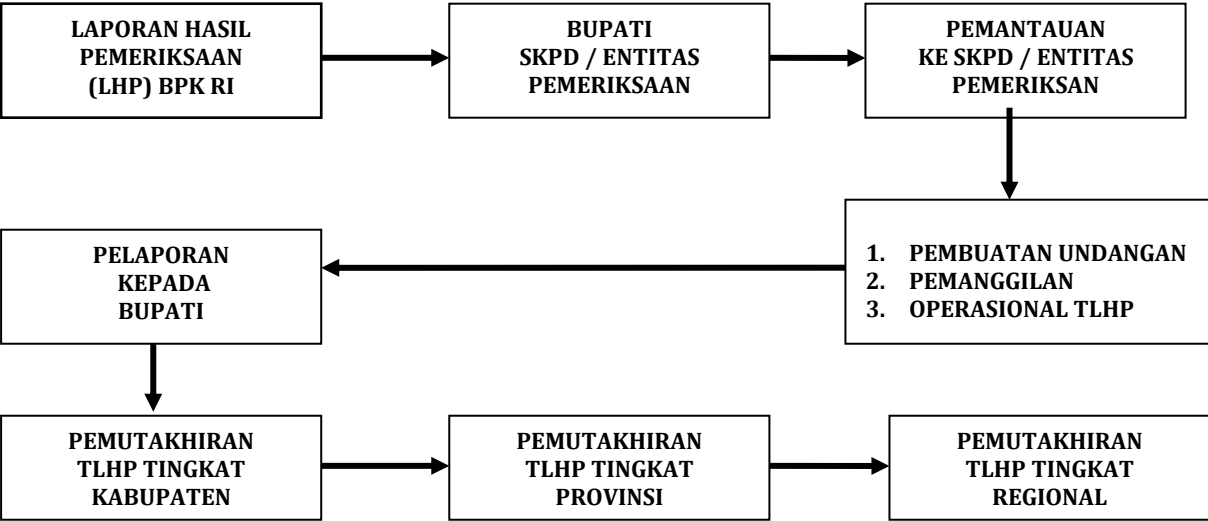 LAPORAN HASIL
PEMERIKSAAN
(LHP) BPK RI
BUPATI
SKPD / ENTITAS
PEMERIKSAAN
PEMANTAUAN
KE SKPD / ENTITAS
PEMERIKSAN
1. PEMBUATAN UNDANGAN
2. PEMANGGILAN
3. OPERASIONAL TLHP
PELAPORAN
KEPADA
BUPATI
PEMUTAKHIRAN
TLHP TINGKAT
KABUPATEN
PEMUTAKHIRAN
TLHP TINGKAT
PROVINSI
PEMUTAKHIRAN
TLHP TINGKAT
REGIONAL